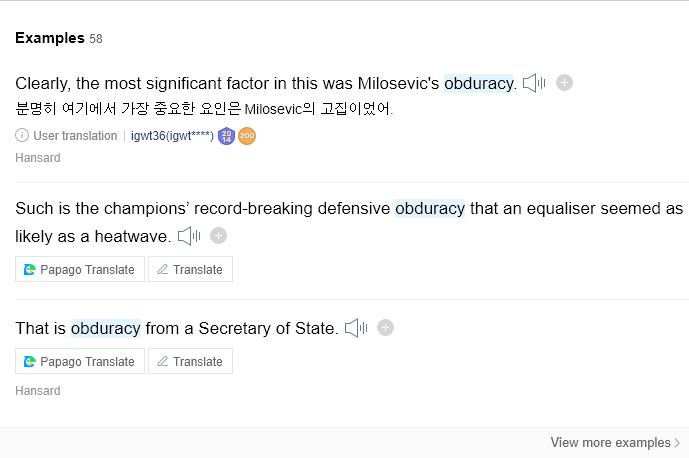 Examples 58
Clearly, the most significant factor in this was Milosevic's obduracy.
분명히 여기에서 가장 중요한 요인은 Milosevic의 고집이었어.
User translation | igwt36(igwt****) 20 14 200
Hansard
Such is the champions’ record-breaking defensive obduracy that an equaliser seemed as
likely as a heatwave.
Papago Translate Translate
That is obduracy from a Secretary of State.
Papago Translate Translate
Hansard
View more examples >